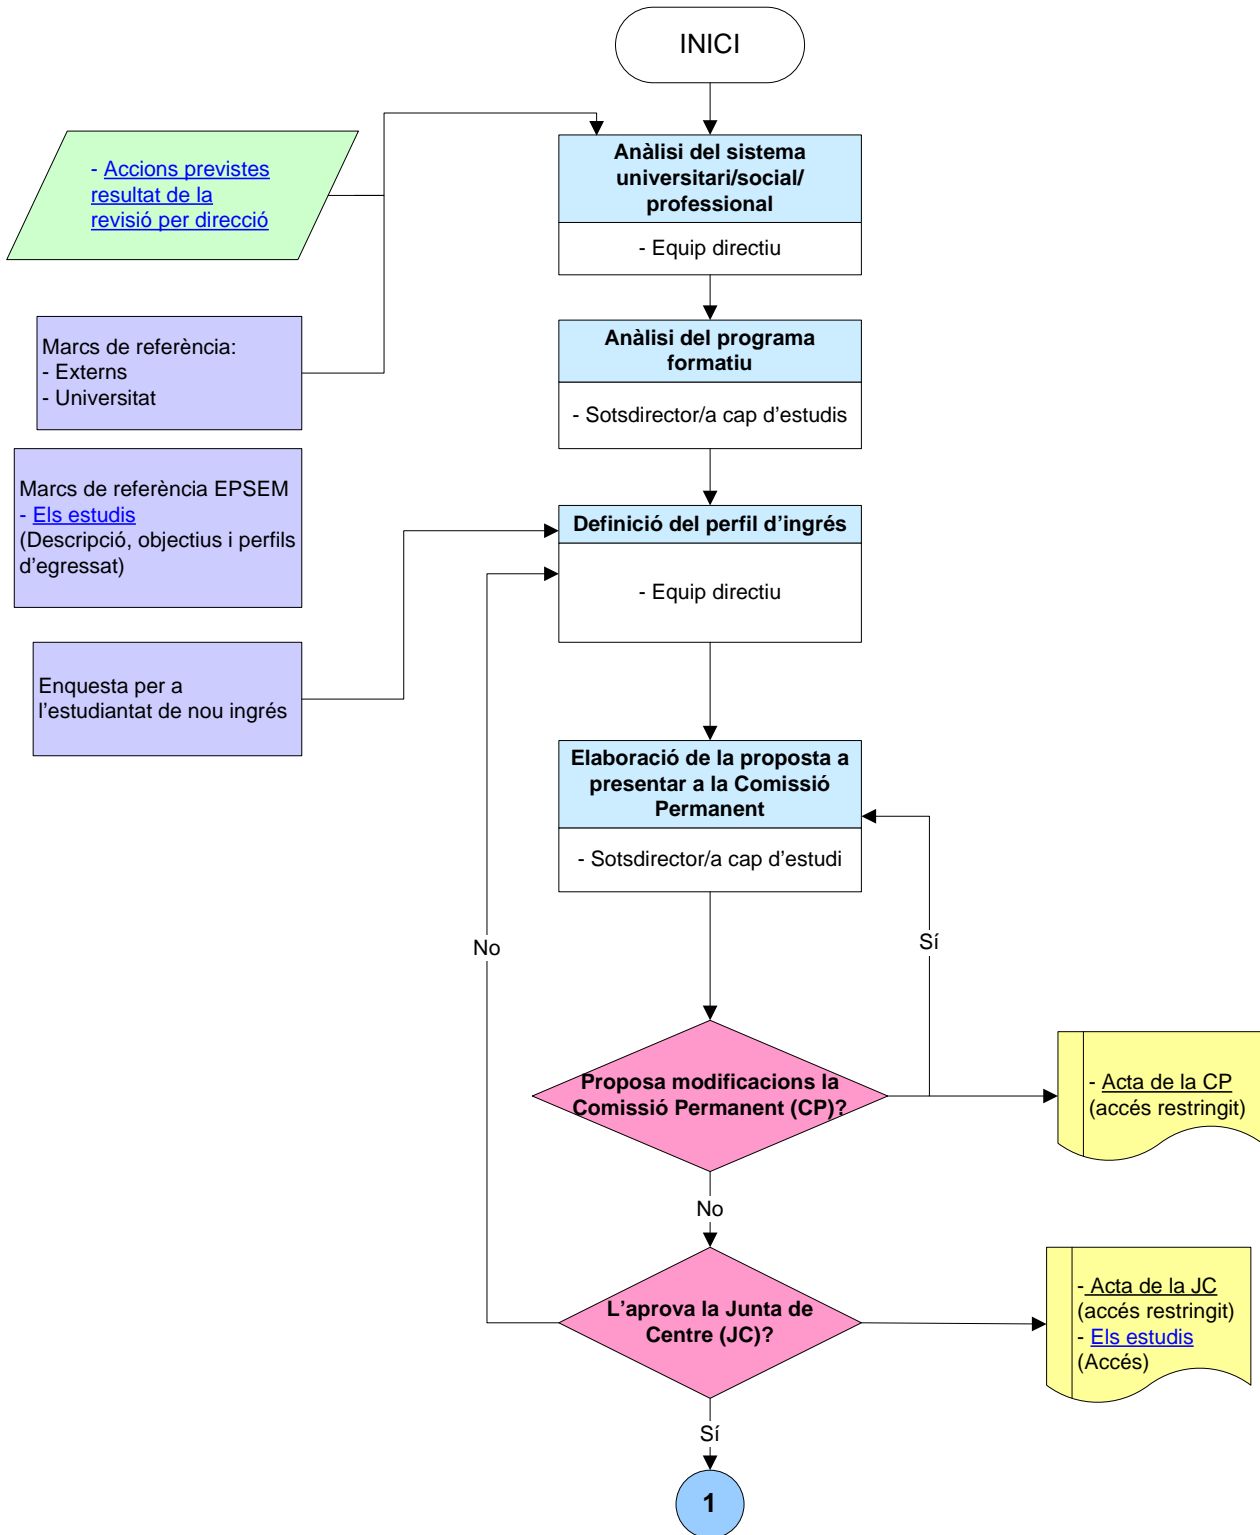 INICI
- Accions previstes
resultat de la
revisió per direcció
Anàlisi del sistema
universitari/social/
professional
- Equip directiu
Marcs de referència:
- Externs
- Universitat
Anàlisi del programa
formatiu
- Sotsdirector/a cap d’estudis
Marcs de referència EPSEM
- Els estudis
(Descripció, objectius i perfils
d’egressat)
Definició del perfil d’ingrés
- Equip directiu
Enquesta per a
l’estudiantat de nou ingrés
Elaboració de la proposta a
presentar a la Comissió
Permanent
- Sotsdirector/a cap d’estudi
No
Sí
Proposa modificacions la
Comissió Permanent (CP)?
- Acta de la CP
(accés restringit)
No
L’aprova la Junta de
Centre (JC)?
- Acta de la JC
(accés restringit)
- Els estudis
(Accés)
Sí
1